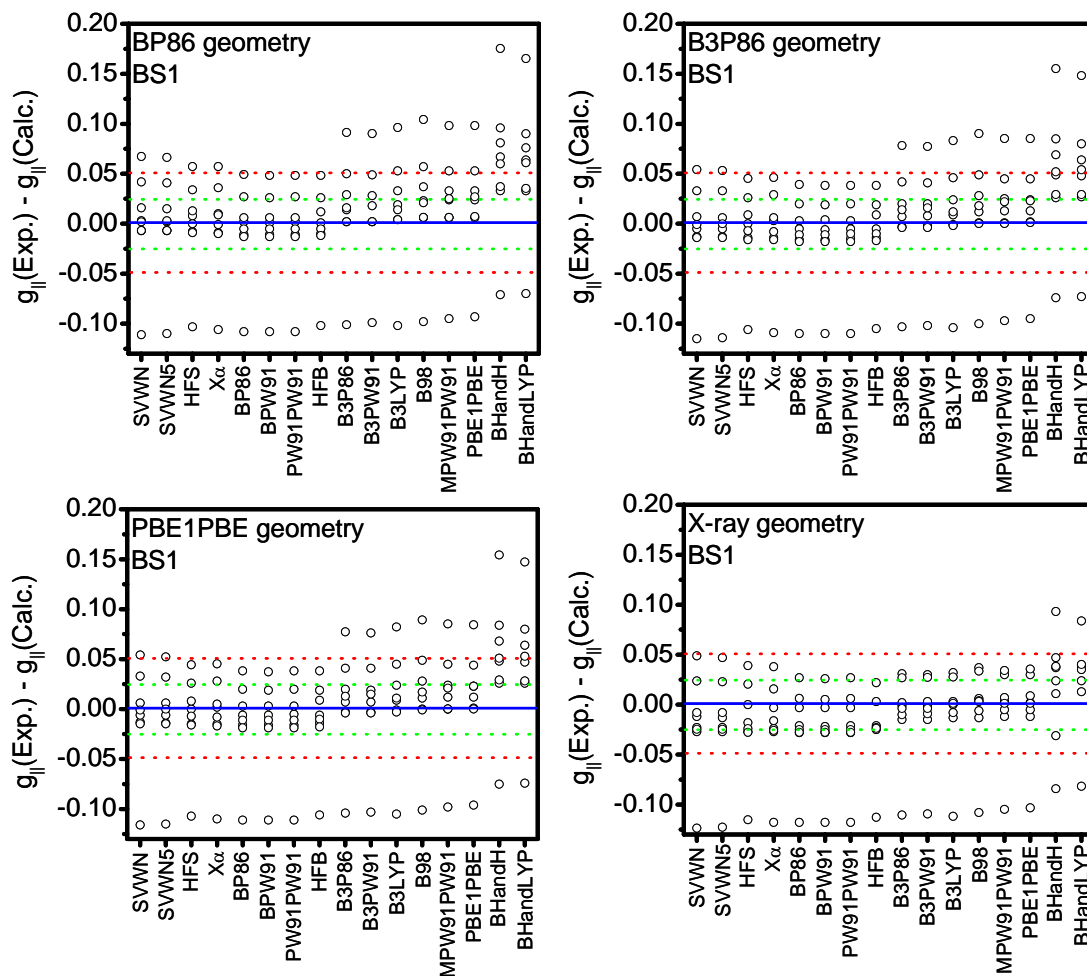 BP86 geometry
BS1
g||(Exp.) - g||(Calc.)
0.20
0.15
0.10
0.05
0.00
-0.05
-0.10
SVWN
SVWN5
HFS
Xα
BP86
BPW91
PW91PW91
HFB
B3P86
B3PW91
B3LYP
B98
MPW91PW91
PBE1PBE
BHandH
BHandLYP
B3P86 geometry
BS1
g||(Exp.) - g||(Calc.)
0.20
0.15
0.10
0.05
0.00
-0.05
-0.10
SVWN
SVWN5
HFS
Xα
BP86
BPW91
PW91PW91
HFB
B3P86
B3PW91
B3LYP
B98
MPW91PW91
PBE1PBE
BHandH
BHandLYP
PBE1PBE geometry
BS1
g||(Exp.) - g||(Calc.)
0.20
0.15
0.10
0.05
0.00
-0.05
-0.10
SVWN
SVWN5
HFS
Xα
BP86
BPW91
PW91PW91
HFB
B3P86
B3PW91
B3LYP
B98
MPW91PW91
PBE1PBE
BHandH
BHandLYP
X-ray geometry
BS1
g||(Exp.) - g||(Calc.)
0.20
0.15
0.10
0.05
0.00
-0.05
-0.10
SVWN
SVWN5
HFS
Xα
BP86
BPW91
PW91PW91
HFB
B3P86
B3PW91
B3LYP
B98
MPW91PW91
PBE1PBE
BHandH
BHandLYP